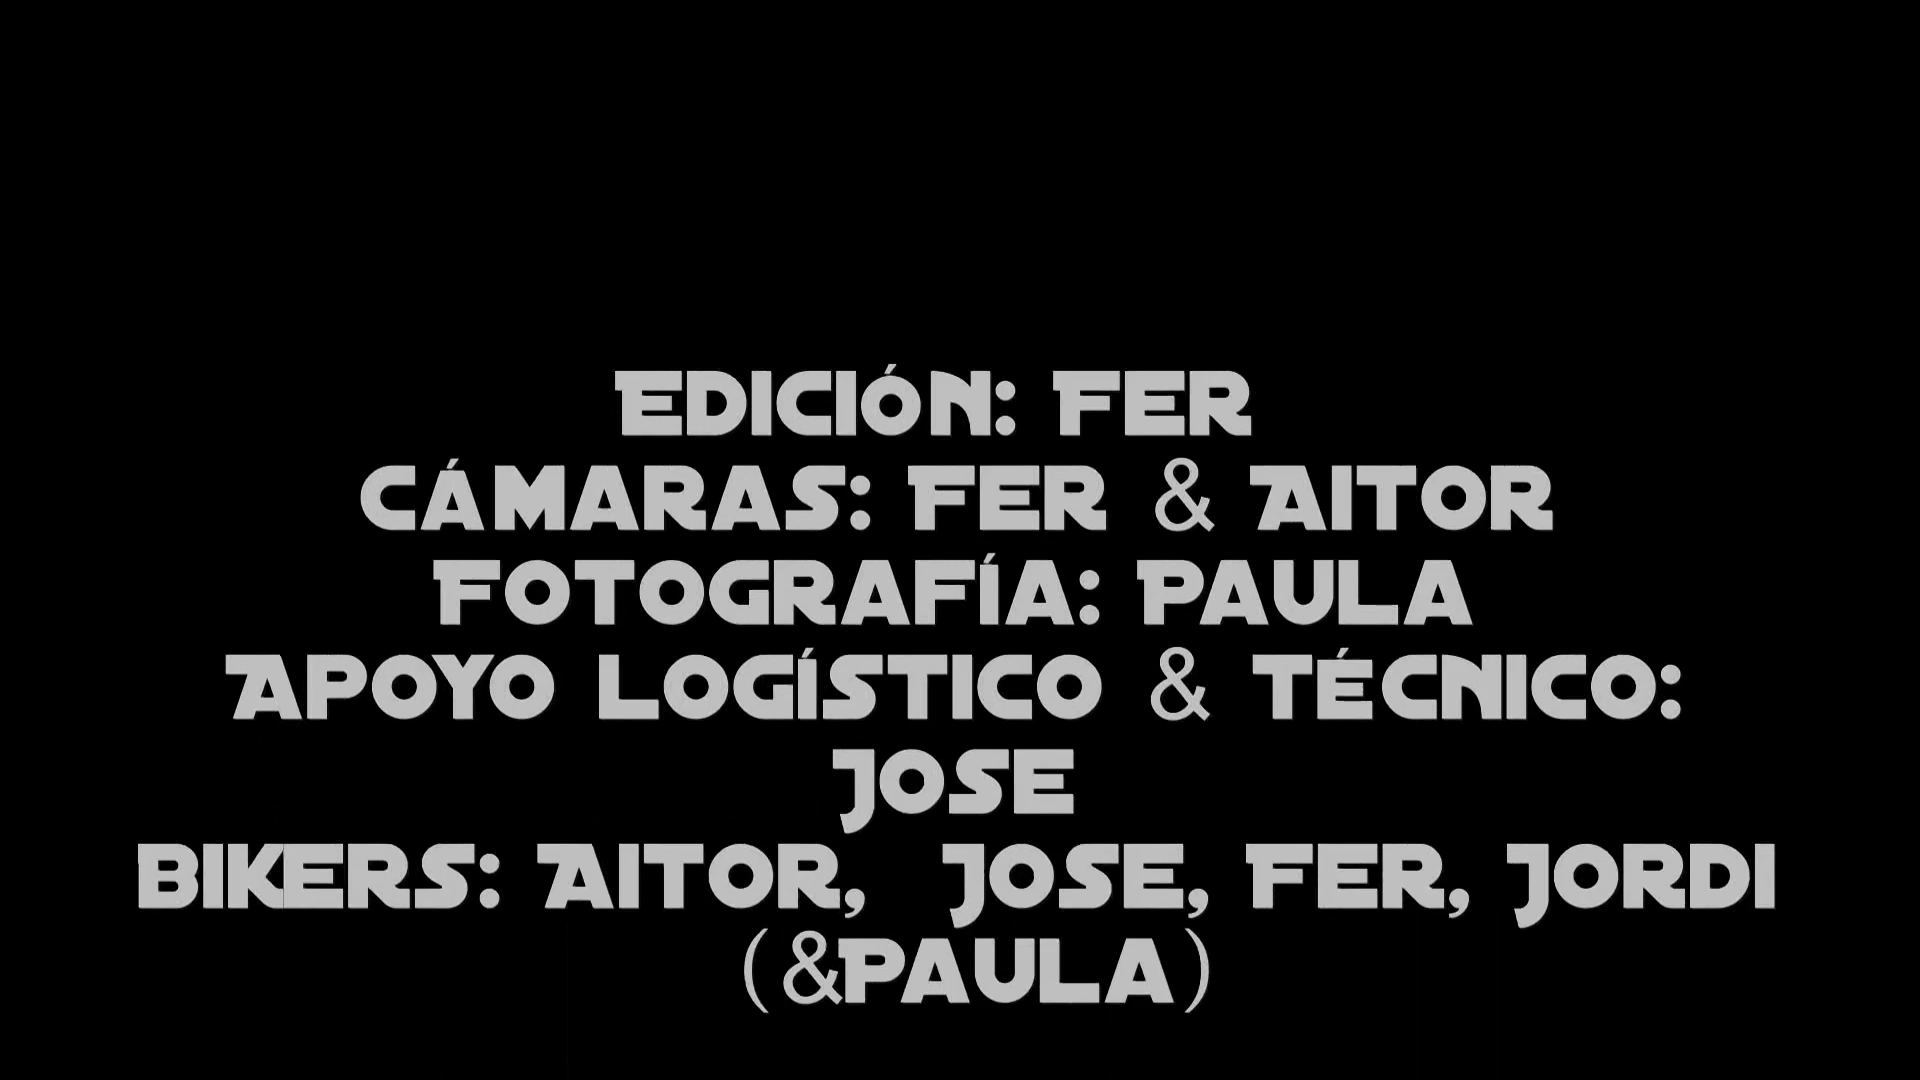 Edición: Fer
Cámaras: Fer & Aitor
Fotografía: Paula
Apoyo logístico & Técnico:
Jose
Bikers: Aitor, Jose, Fer, Jordi
(&Paula)